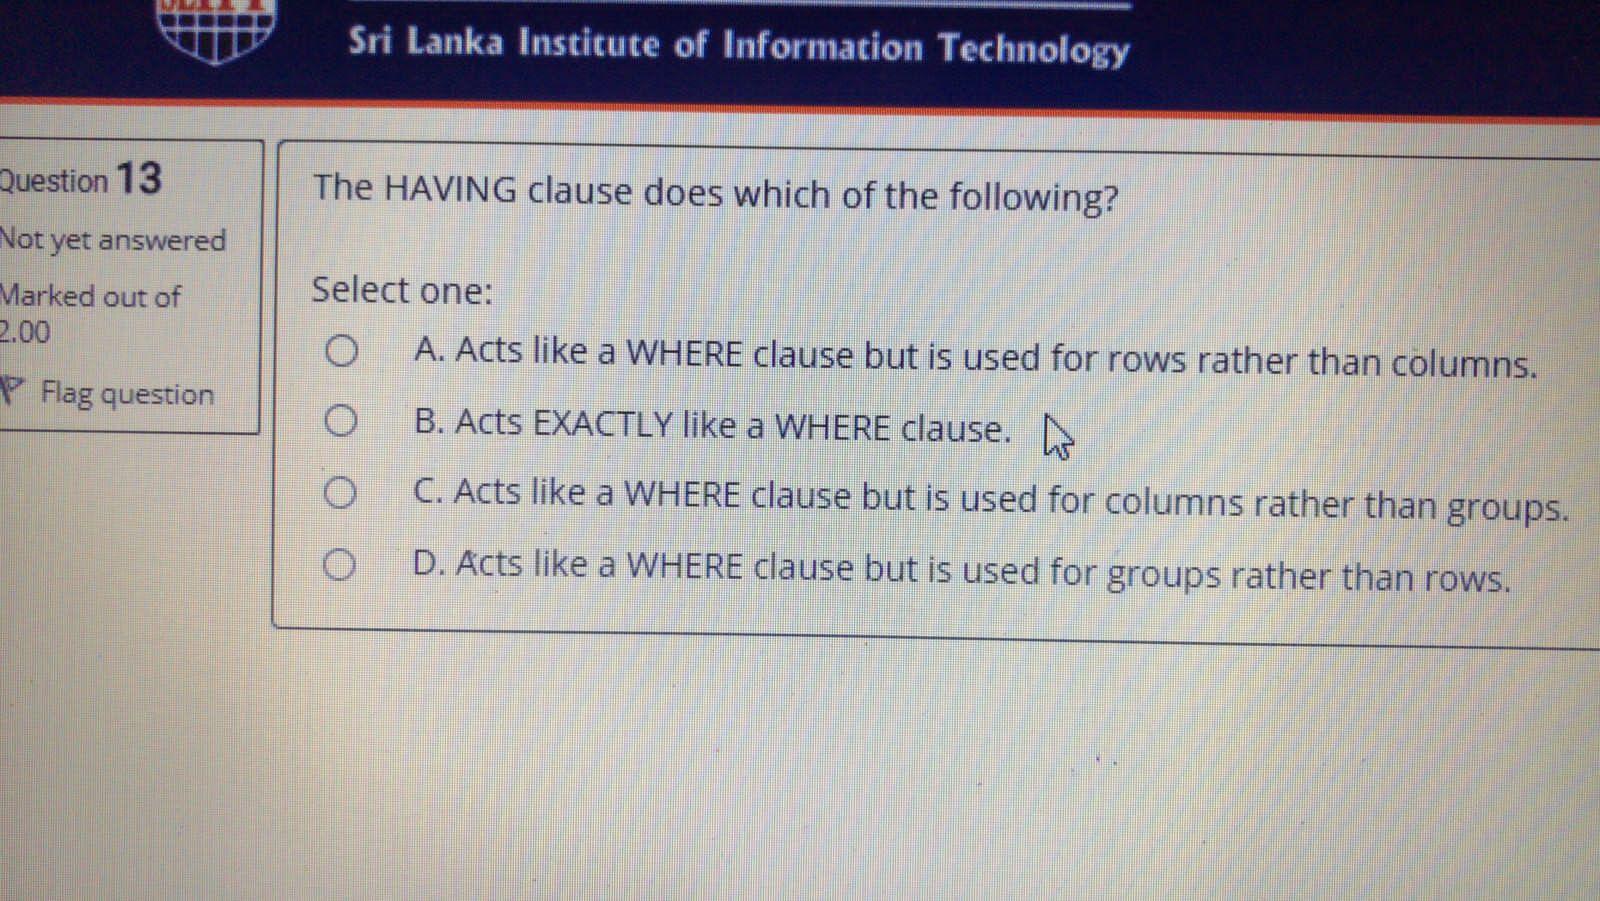 Sri Lanka Institute of Information Technology
Question 13
Not yet answered
Marked out of
2.00
Flag question
The HAVING clause does which of the following?
Select one:
A. Acts like a WHERE clause but is used for rows rather than columns.
B. Acts EXACTLY like a WHERE clause.
C. Acts like a WHERE clause but is used for columns rather than groups.
D. Acts like a WHERE clause but is used for groups rather than rows.